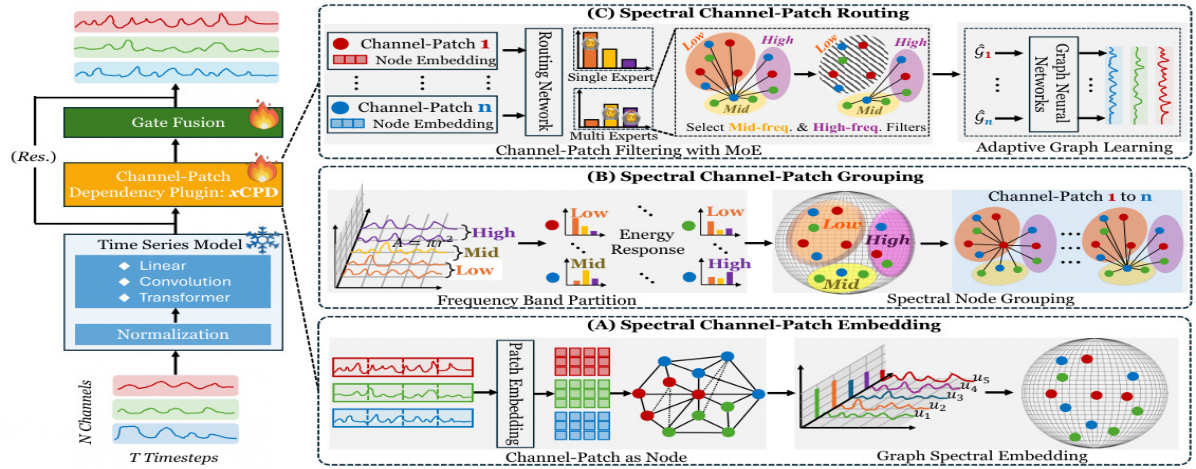 Gate Fusion
(Res.)
Channel-Patch
Dependency Plugin: xCPD
Time Series Model
◆ Linear
◆ Convolution
◆ Transformer
Normalization
N Channels
T Timesteps
(C) Spectral Channel-Patch Routing
Channel-Patch 1
Node Embedding
Channel-Patch n
Node Embedding
Routing Network
Single Expert
Multi Experts
Low
High
Mid
Low
High
Mid
Select Mid-freq. & High-freq. Filters
Channel-Patch Filtering with MoE
Ĝ1
Ĝn
Graph Neural
Networks
Adaptive Graph Learning
(B) Spectral Channel-Patch Grouping
A = πr²
High
Mid
Low
Frequency Band Partition
Low
Low
Energy
Response
Mid
High
Low
High
Mid
Spectral Node Grouping
Channel-Patch 1 to n
(A) Spectral Channel-Patch Embedding
Patch Embedding
Channel-Patch as Node
u5
u4
u3
u2
u1
Graph Spectral Embedding